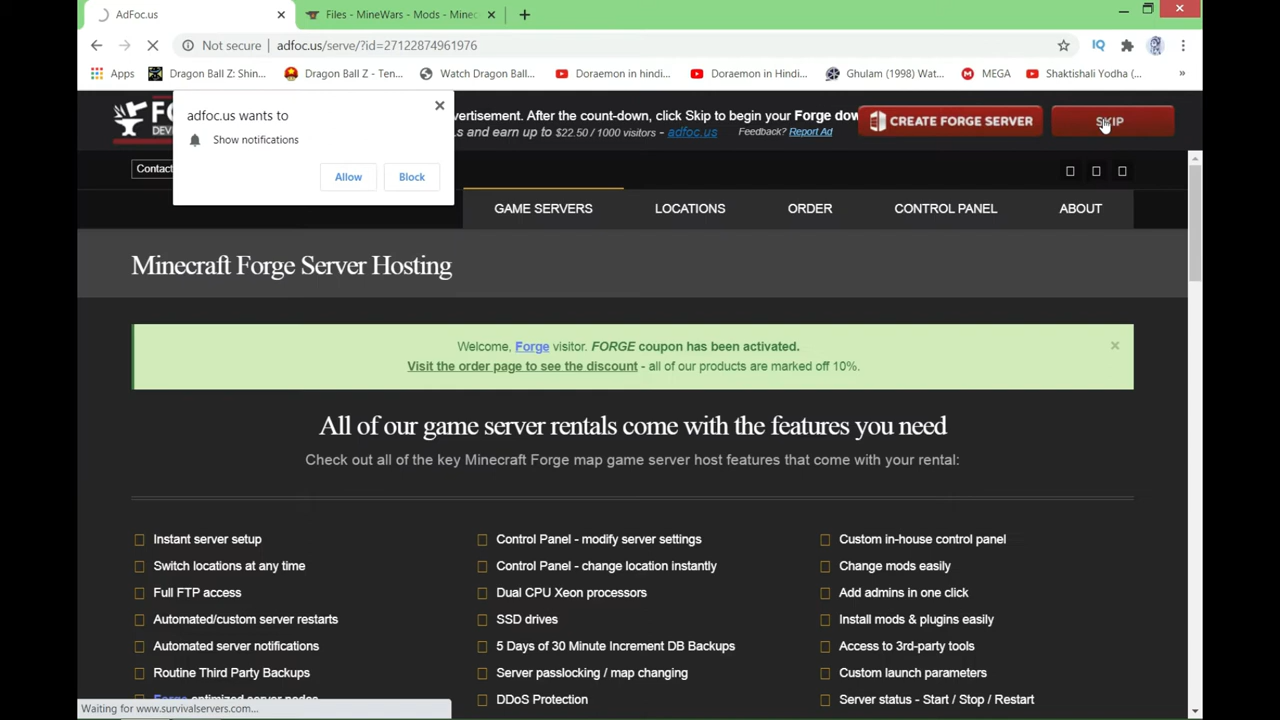 AdFoc.us
Files - MineWars - Mods - Minec
Not secure
adfoc.us/serve/?id=27122874961976
IQ
Apps
Dragon Ball Z: Shin...
Dragon Ball Z - Ten...
Watch Dragon Ball...
Doraemon in hindi...
Doraemon in Hindi...
Ghulam (1998) Wat...
MEGA
Shaktishali Yodha (...
»
adfoc.us wants to
Show notifications
Allow
Block
FO
DEV
vertisement. After the count-down, click Skip to begin your Forge dow
s and earn up to $22.50 / 1000 visitors - adfoc.us
Feedback? Report Ad
CREATE FORGE SERVER
SKIP
Contact
GAME SERVERS
LOCATIONS
ORDER
CONTROL PANEL
ABOUT
Minecraft Forge Server Hosting
Welcome, Forge visitor. FORGE coupon has been activated.
Visit the order page to see the discount - all of our products are marked off 10%.
All of our game server rentals come with the features you need
Check out all of the key Minecraft Forge map game server host features that come with your rental:
Instant server setup
Control Panel - modify server settings
Custom in-house control panel
Switch locations at any time
Control Panel - change location instantly
Change mods easily
Full FTP access
Dual CPU Xeon processors
Add admins in one click
Automated/custom server restarts
SSD drives
Install mods & plugins easily
Automated server notifications
5 Days of 30 Minute Increment DB Backups
Access to 3rd-party tools
Routine Third Party Backups
Server passlocking / map changing
Custom launch parameters
Forge optimized server nodes
DDoS Protection
Server status - Start / Stop / Restart
Waiting for www.survivalservers.com...